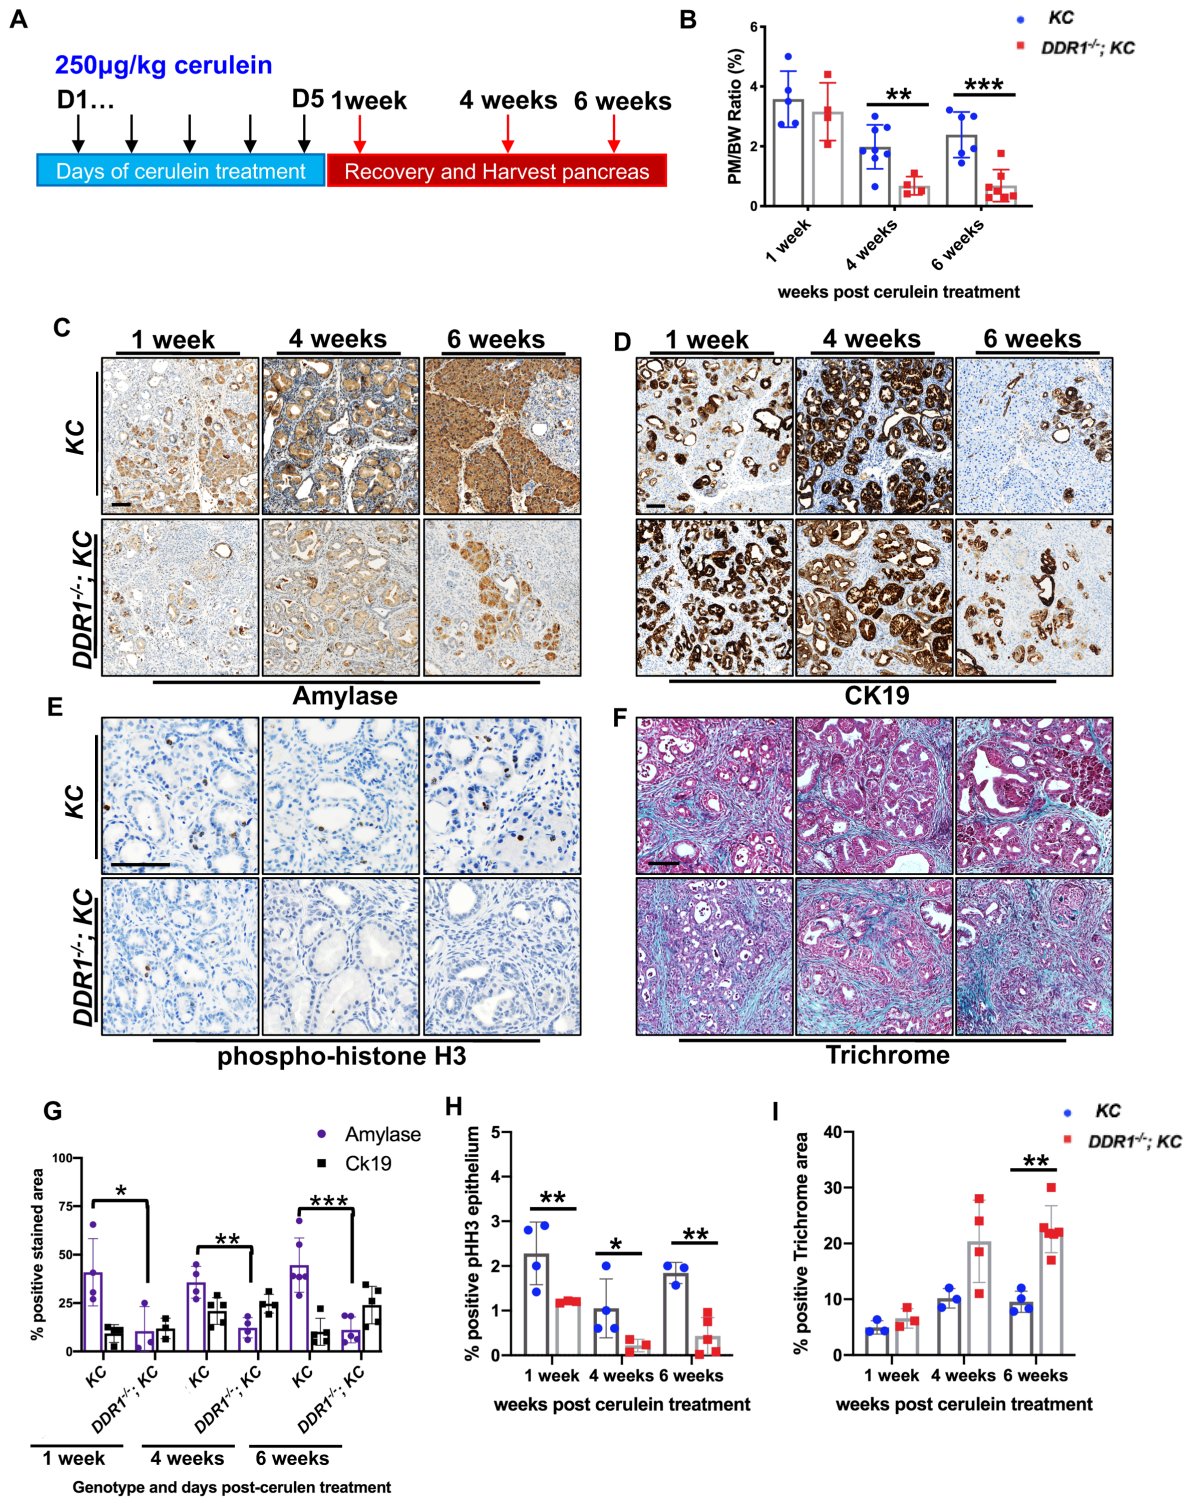 A
250µg/kg cerulein
D1... D5 1week 4 weeks 6 weeks
Days of cerulein treatment
Recovery and Harvest pancreas
B
KC
DDR1-/-; KC
PM/BW Ratio (%)
6
4
2
0
** ***
1 week 4 weeks 6 weeks
weeks post cerulein treatment
C
1 week 4 weeks 6 weeks
KC
DDR1-/-; KC
Amylase
D
1 week 4 weeks 6 weeks
CK19
E
KC
DDR1-/-; KC
phospho-histone H3
F
Trichrome
G
Amylase
Ck19
% positive stained area
100
75
50
25
0
* ** ***
KC DDR1-/-; KC KC DDR1-/-; KC KC DDR1-/-; KC
1 week 4 weeks 6 weeks
Genotype and days post-cerulen treatment
H
% positive pHH3 epithelium
5
4
3
2
1
0
** * **
1 week 4 weeks 6 weeks
weeks post cerulein treatment
I
KC
DDR1-/-; KC
% positive Trichrome area
40
30
20
10
0
**
1 week 4 weeks 6 weeks
weeks post cerulein treatment